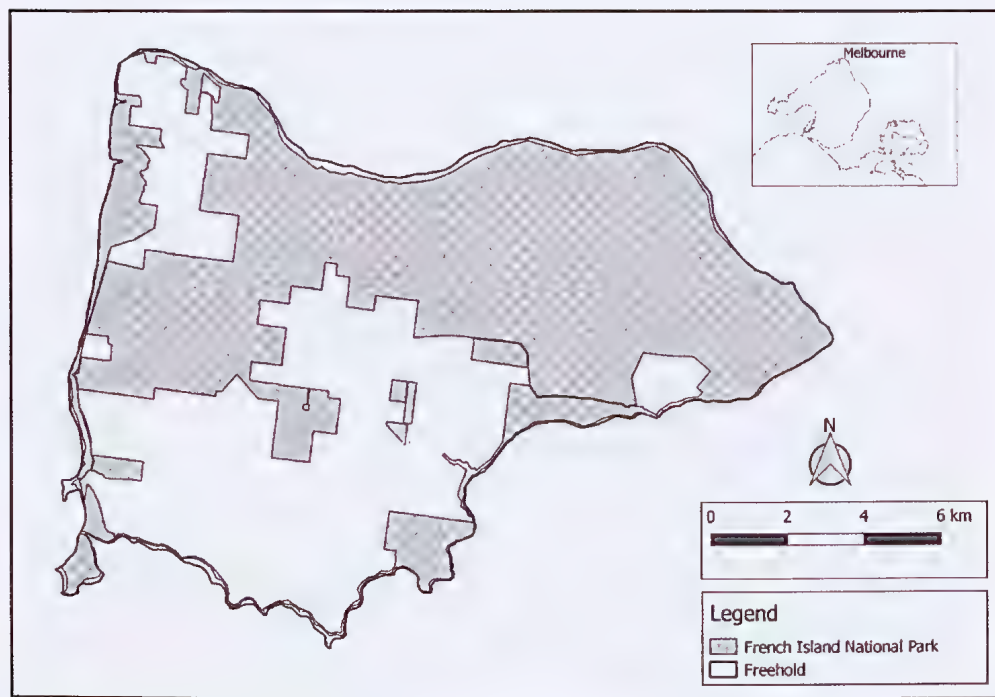 Melbourne
N
0 2 4 6 km
Legend
French Island National Park
Freehold